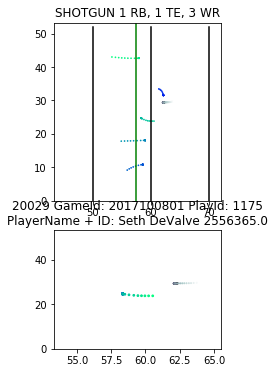 SHOTGUN 1 RB, 1 TE, 3 WR
50
40
30
20
10
0
50 60 70
20029 GameId: 2017100801 PlayId: 1175
PlayerName + ID: Seth DeValve 2556365.0
40
20
0
55.0 57.5 60.0 62.5 65.0